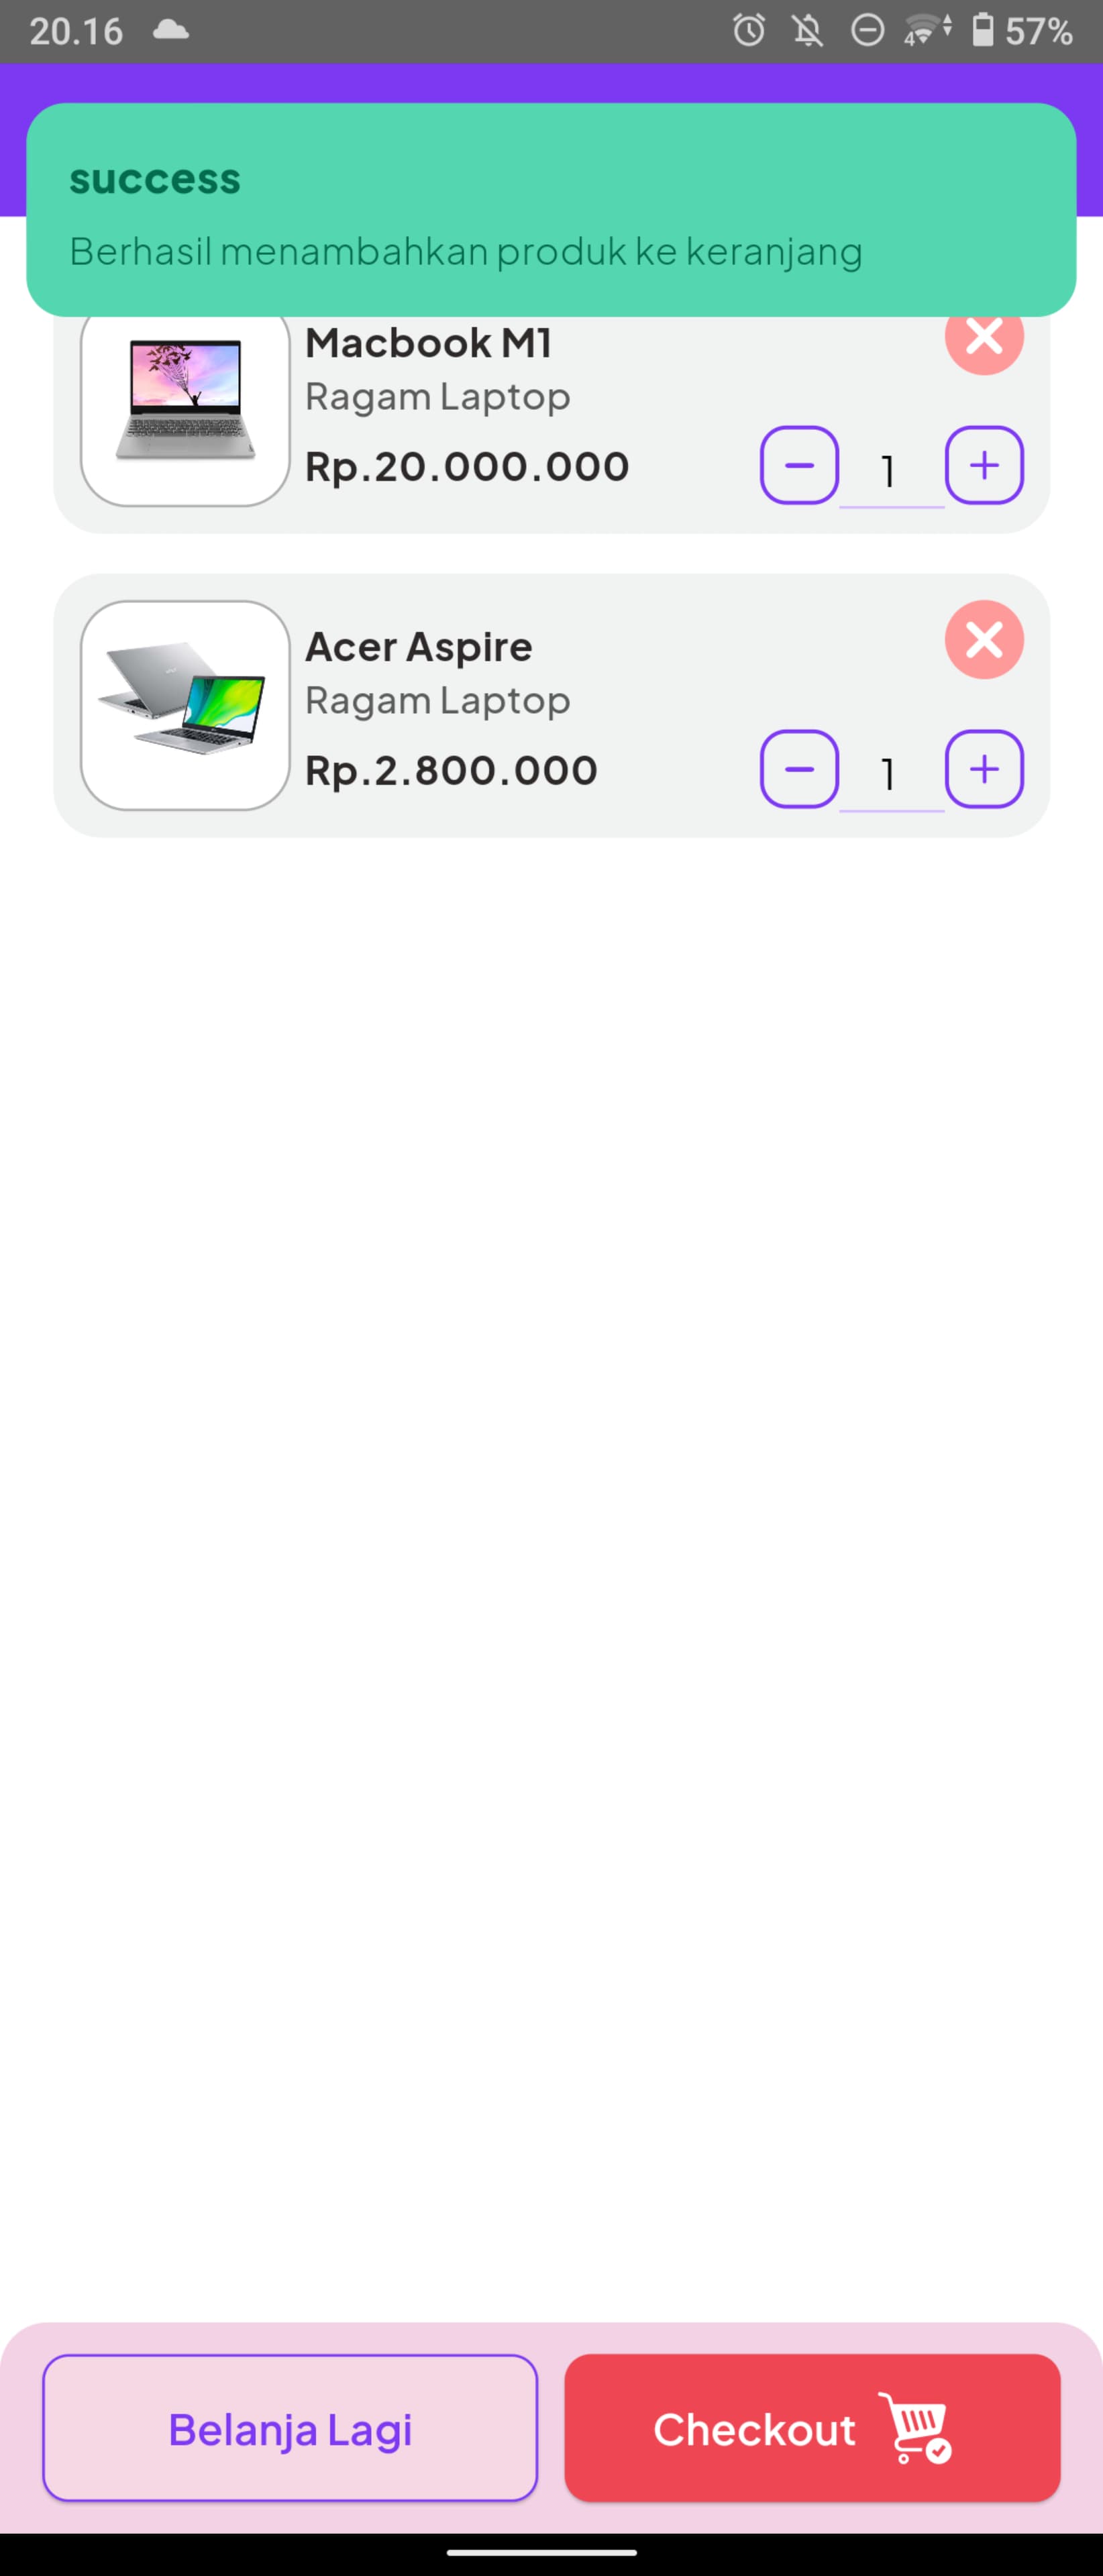 20.16
4
57%
success
Berhasil menambahkan produk ke keranjang
Macbook M1
Ragam Laptop
Rp.20.000.000
1
Acer Aspire
Ragam Laptop
Rp.2.800.000
1
Belanja Lagi
Checkout